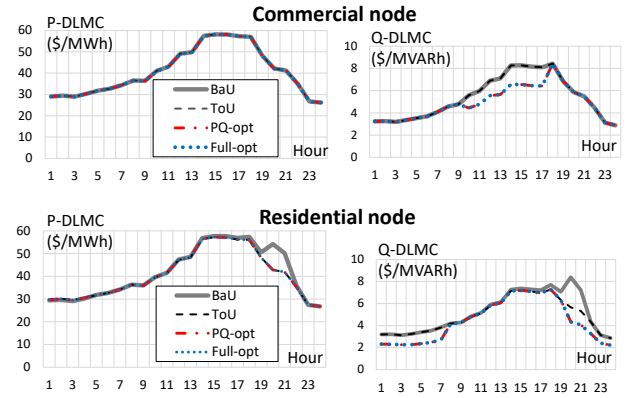 Commercial node
P-DLMC
($/MWh)
70
60
50
40
30
20
10
0
BaU
ToU
PQ-opt
Full-opt
Hour
1 3 5 7 9 11 13 15 17 19 21 23
Q-DLMC
($/MVARh)
10
8
6
4
2
0
Hour
1 3 5 7 9 11 13 15 17 19 21 23
Residential node
P-DLMC
($/MWh)
60
50
40
30
20
10
0
BaU
ToU
PQ-opt
Full-opt
Hour
1 3 5 7 9 11 13 15 17 19 21 23
Q-DLMC
($/MVARh)
10
8
6
4
2
0
Hour
1 3 5 7 9 11 13 15 17 19 21 23